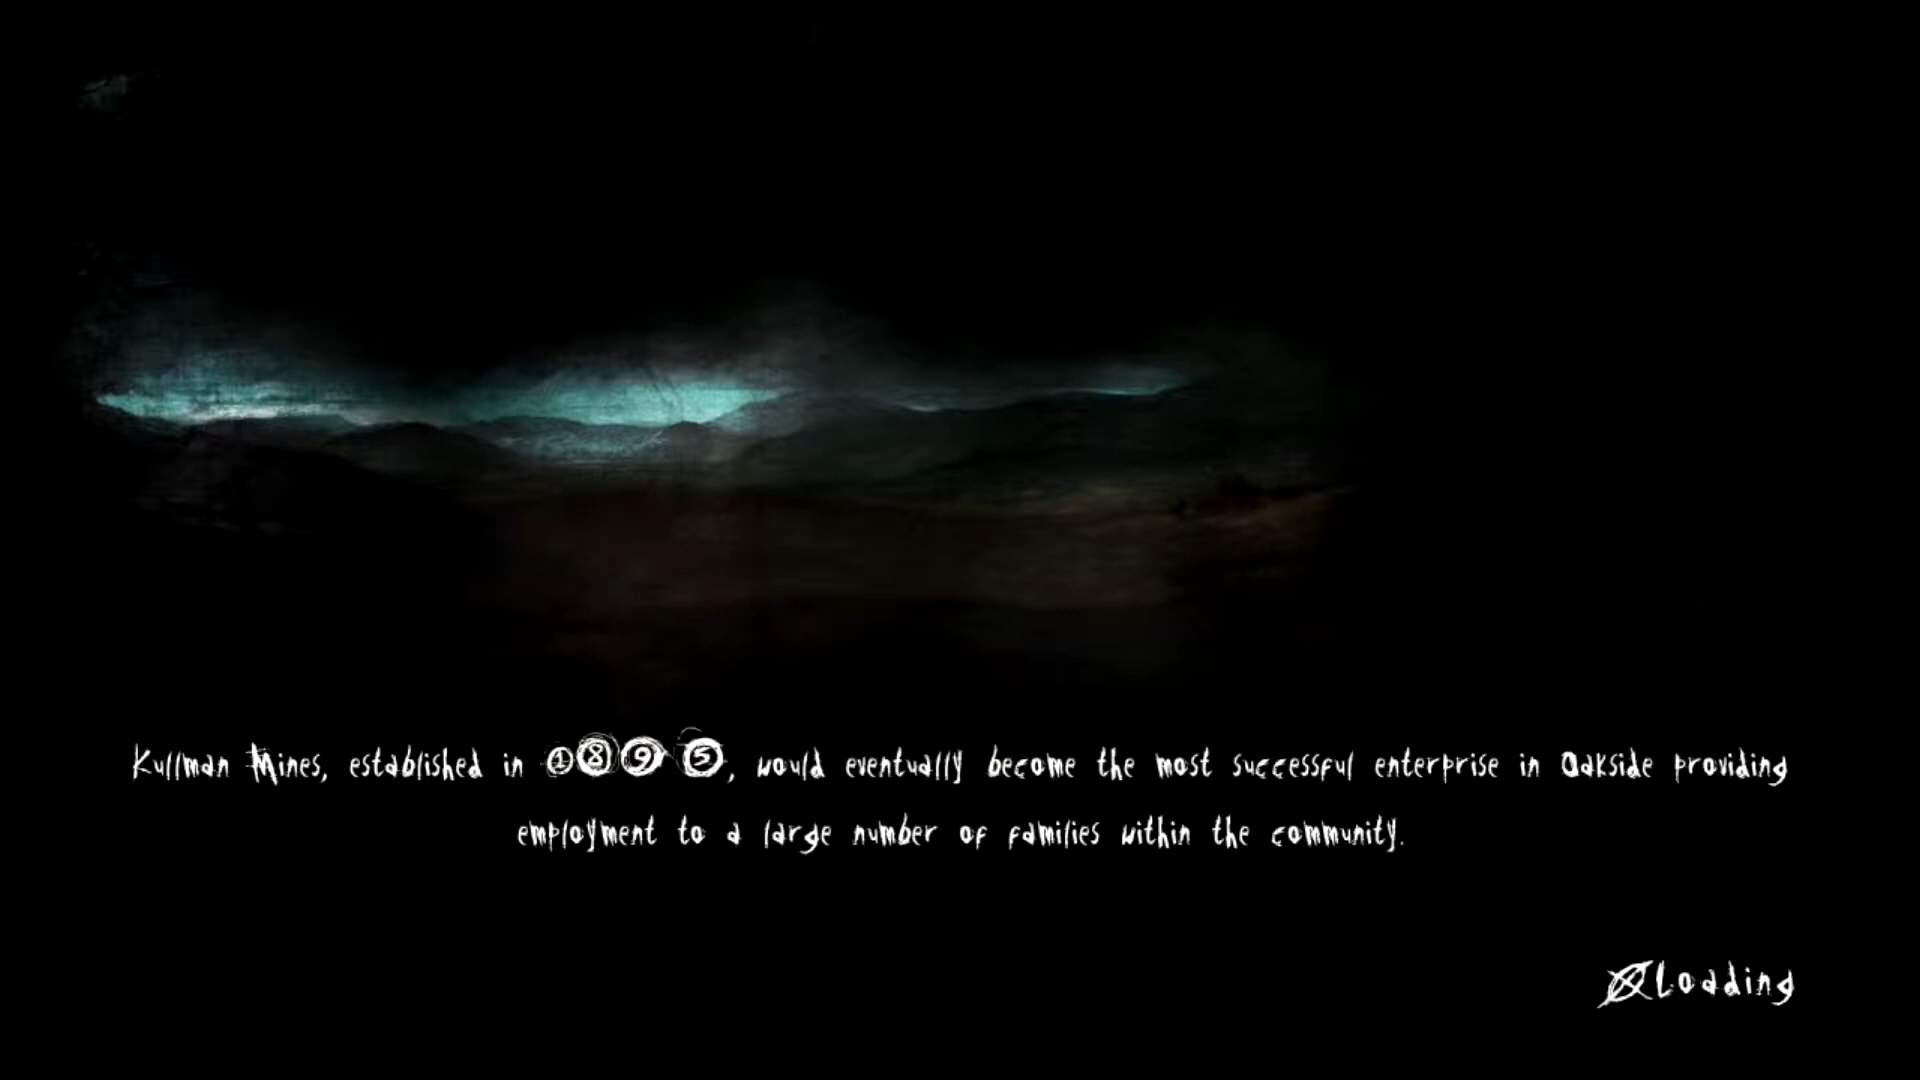 Kullman Mines, established in 1895, would eventually become the most successful enterprise in Oakside providing
employment to a large number of families within the community.
Loading